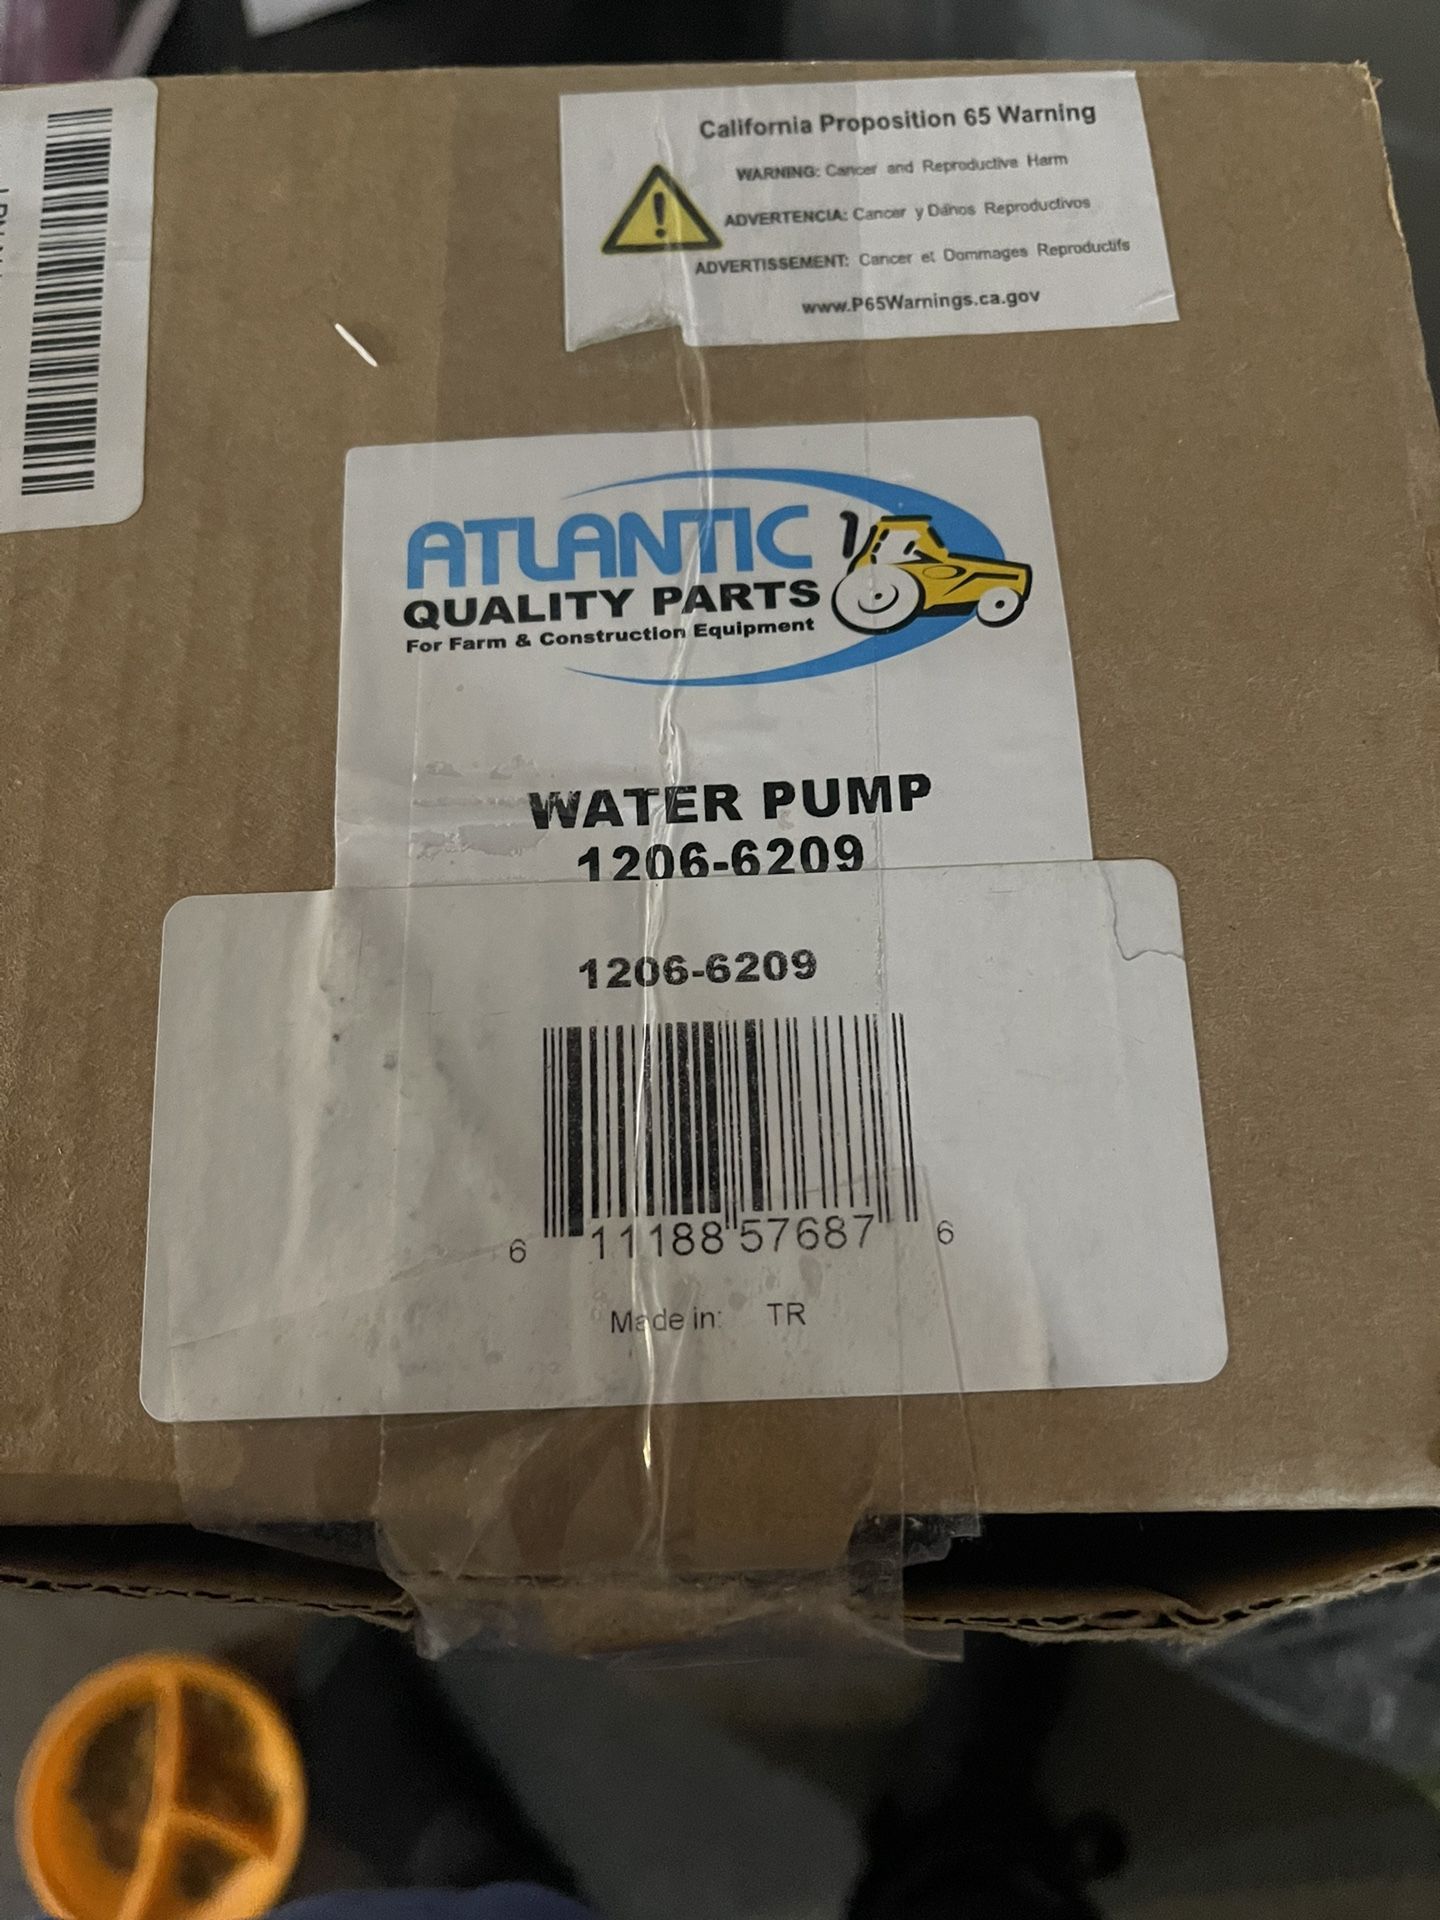 California Proposition 65 Warning
WARNING: Cancer and Reproductive Harm
ADVERTENCIA: Cancer y Daños Reproductivos
ADVERTISSEMENT: Cancer et Dommages Reproductifs
www.P65Warnings.ca.gov
ATLANTIC
QUALITY PARTS
For Farm & Construction Equipment
WATER PUMP
1206-6209
1206-6209
6 11188 57687 6
Made in: TR